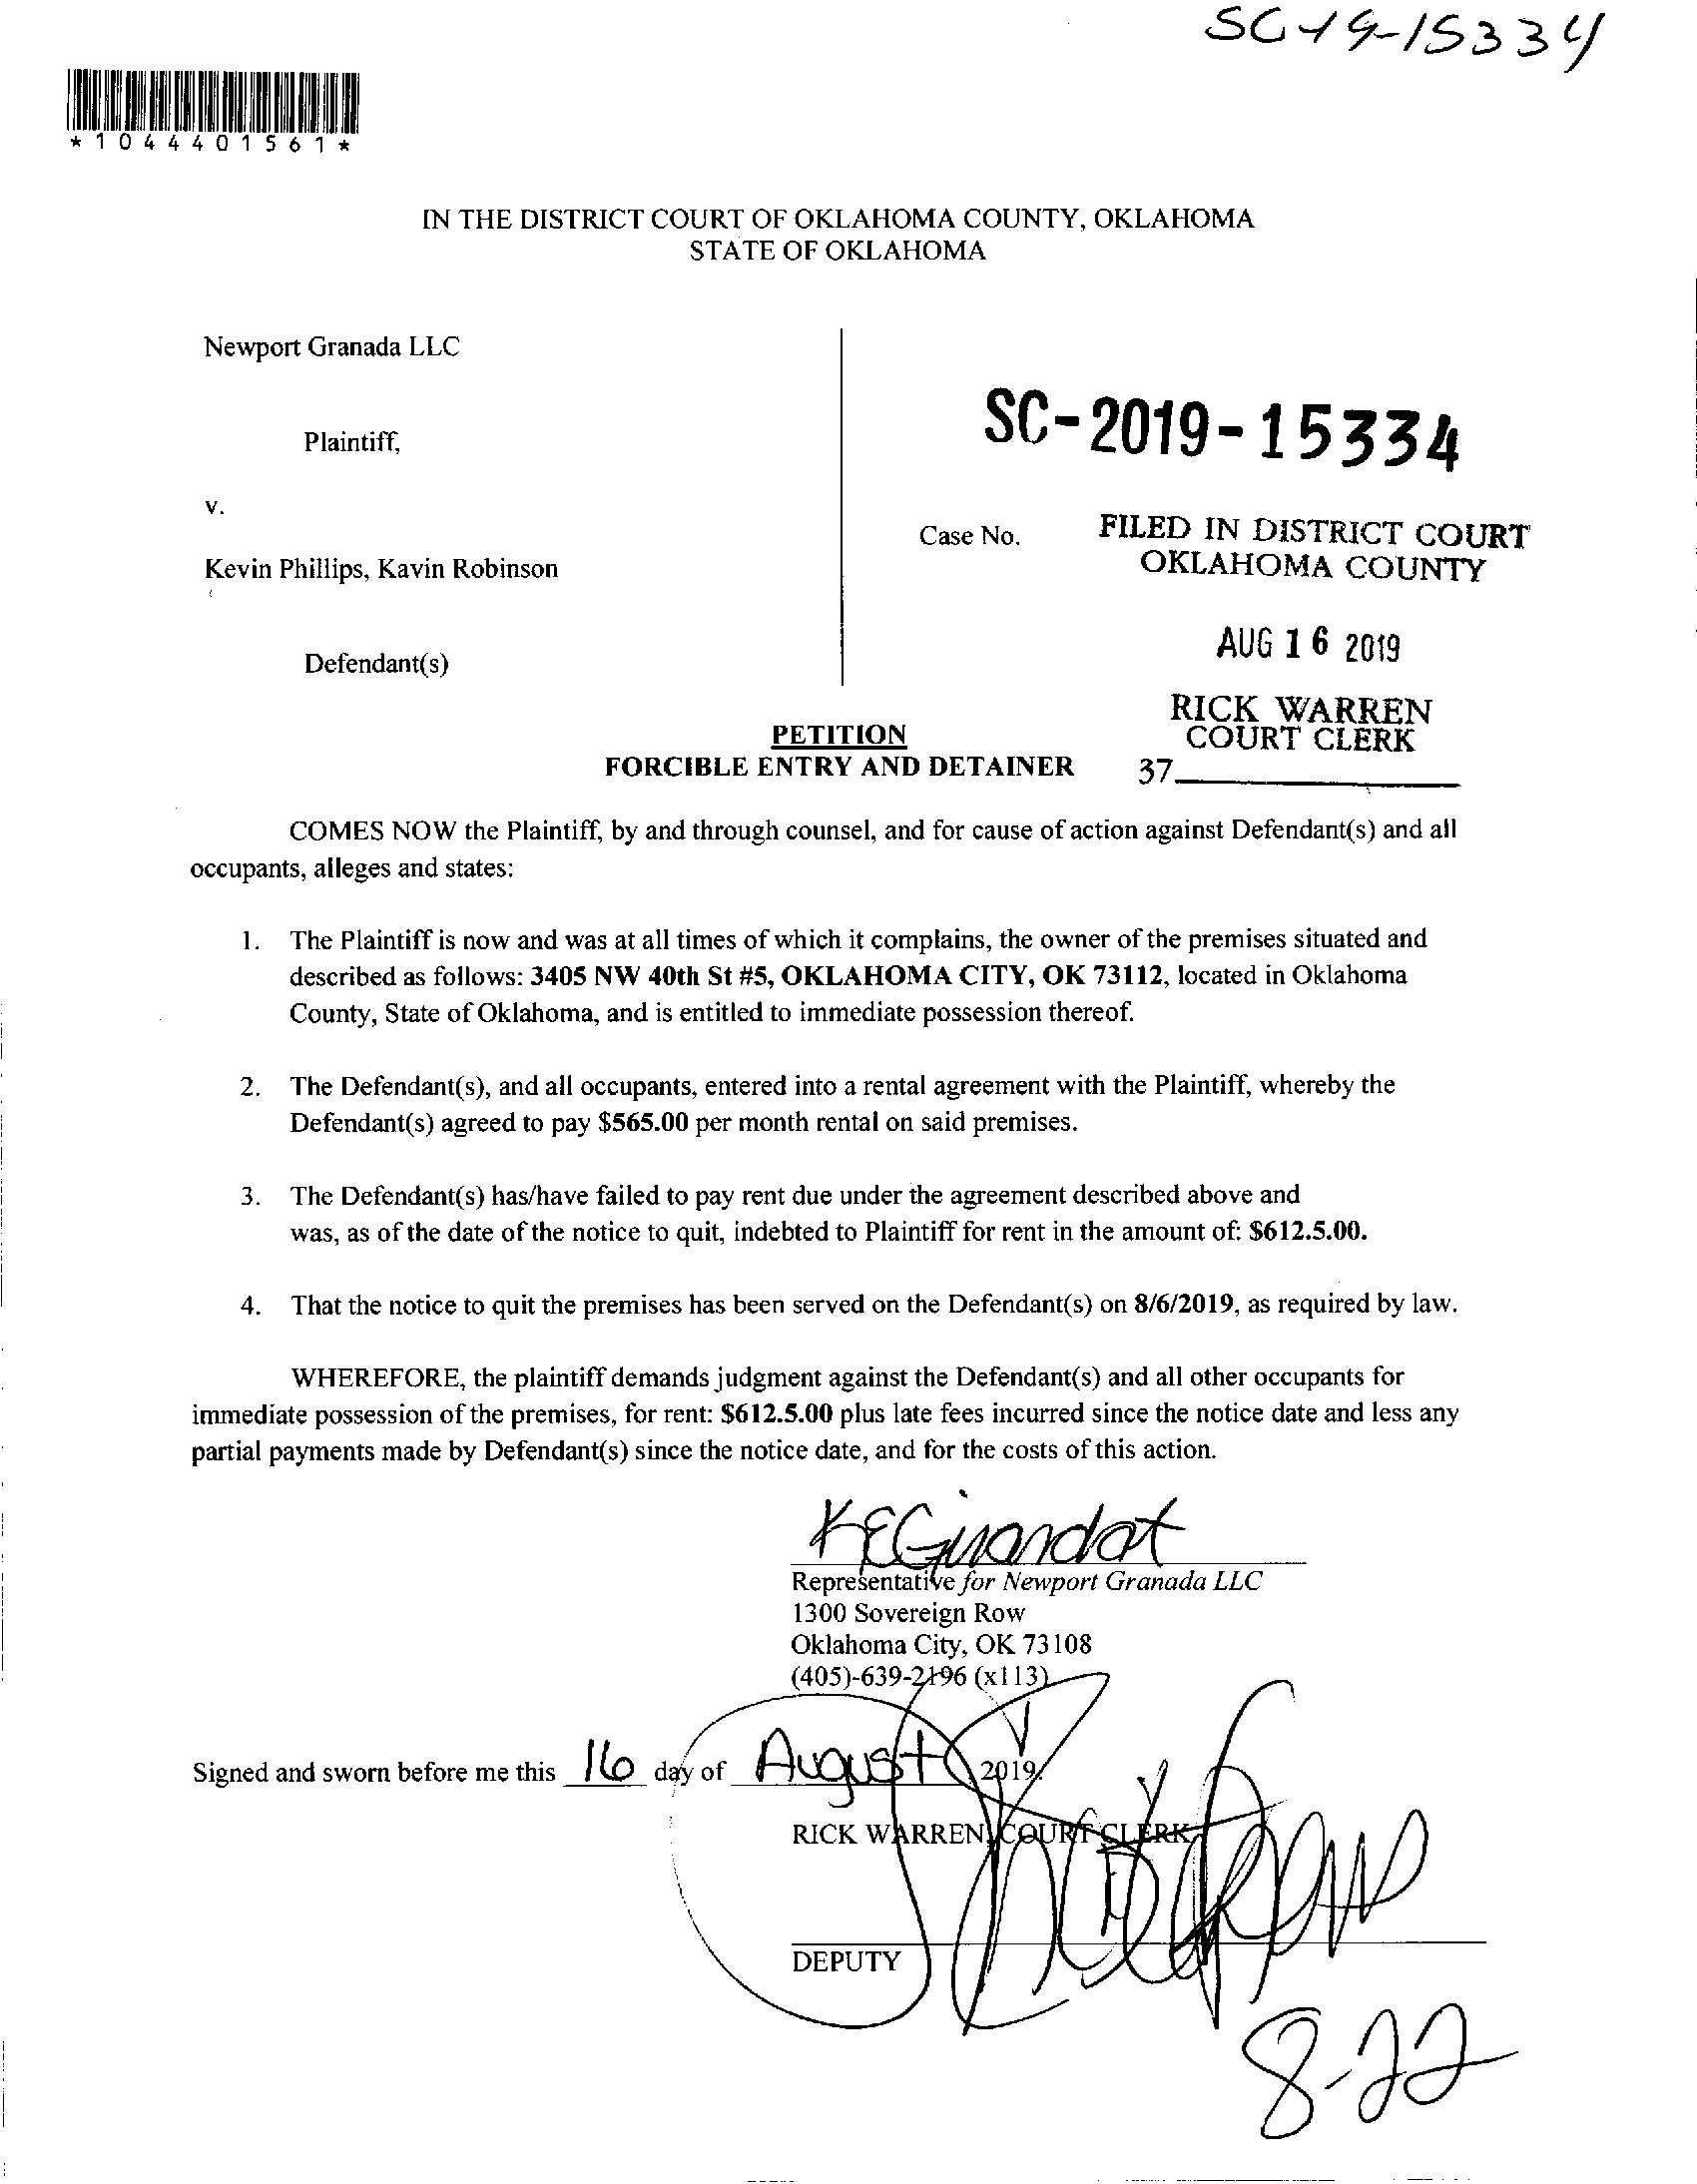 SC-19-15334
*1044401561*
IN THE DISTRICT COURT OF OKLAHOMA COUNTY, OKLAHOMA
STATE OF OKLAHOMA
Newport Granada LLC
Plaintiff,
v.
Kevin Phillips, Kavin Robinson
Defendant(s)
SC-2019-15334
Case No.
FILED IN DISTRICT COURT
OKLAHOMA COUNTY
AUG 16 2019
RICK WARREN
COURT CLERK
37
PETITION
FORCIBLE ENTRY AND DETAINER
COMES NOW the Plaintiff, by and through counsel, and for cause of action against Defendant(s) and all
occupants, alleges and states:
1. The Plaintiff is now and was at all times of which it complains, the owner of the premises situated and
described as follows: 3405 NW 40th St #5, OKLAHOMA CITY, OK 73112, located in Oklahoma
County, State of Oklahoma, and is entitled to immediate possession thereof.
2. The Defendant(s), and all occupants, entered into a rental agreement with the Plaintiff, whereby the
Defendant(s) agreed to pay $565.00 per month rental on said premises.
3. The Defendant(s) has/have failed to pay rent due under the agreement described above and
was, as of the date of the notice to quit, indebted to Plaintiff for rent in the amount of: $612.5.00.
4. That the notice to quit the premises has been served on the Defendant(s) on 8/6/2019, as required by law.
WHEREFORE, the plaintiff demands judgment against the Defendant(s) and all other occupants for
immediate possession of the premises, for rent: $612.5.00 plus late fees incurred since the notice date and less any
partial payments made by Defendant(s) since the notice date, and for the costs of this action.
KEGirardot
Representative for Newport Granada LLC
1300 Sovereign Row
Oklahoma City, OK 73108
(405)-639-2196 (x113)
Signed and sworn before me this 16 day of August 2019.
RICK WARREN, COURT CLERK
DEPUTY
8-22